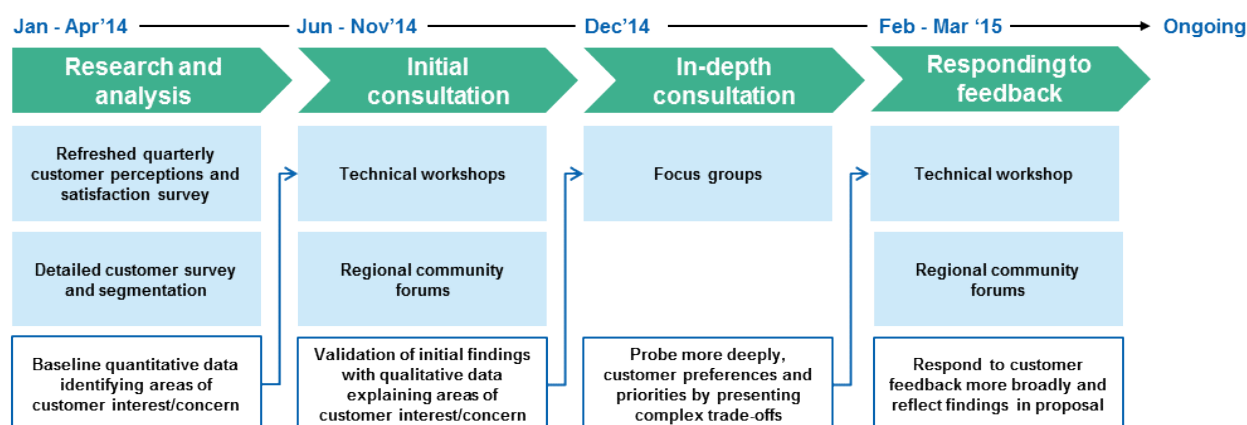 Jan - Apr’14
Jun - Nov’14
Dec’14
Feb - Mar ‘15
Ongoing
Research and
analysis
Initial
consultation
In-depth
consultation
Responding to
feedback
Refreshed quarterly
customer perceptions and
satisfaction survey
Technical workshops
Focus groups
Technical workshop
Detailed customer survey
and segmentation
Regional community
forums
Regional community
forums
Baseline quantitative data
identifying areas of
customer interest/concern
Validation of initial findings
with qualitative data
explaining areas of
customer interest/concern
Probe more deeply,
customer preferences and
priorities by presenting
complex trade-offs
Respond to customer
feedback more broadly and
reflect findings in proposal